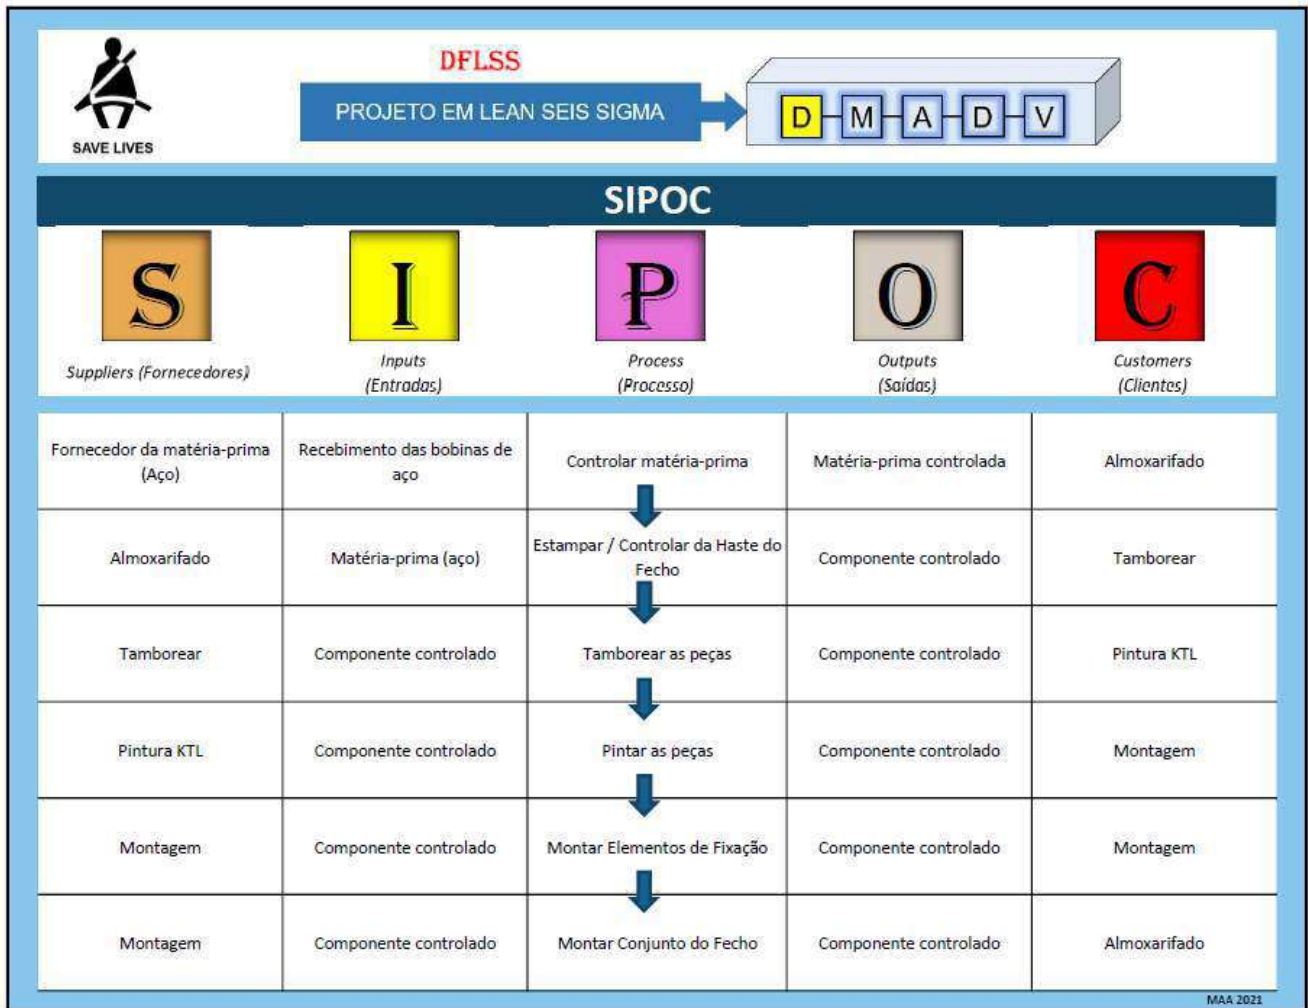 DFLSS
PROJETO EM LEAN SEIS SIGMA
D M A D V
SAVE LIVES
SIPOC
S I P O C
Suppliers (Fornecedores)
Inputs
(Entradas)
Process
(Processo)
Outputs
(Saídas)
Customers
(Clientes)
Fornecedor da matéria-prima
(Aço)
Recebimento das bobinas de
aço
Controlar matéria-prima
Matéria-prima controlada
Almoxarifado
Almoxarifado
Matéria-prima (aço)
Estampar / Controlar da Haste do
Fecho
Componente controlado
Tamborear
Tamborear
Componente controlado
Tamborear as peças
Componente controlado
Pintura KTL
Pintura KTL
Componente controlado
Pintar as peças
Componente controlado
Montagem
Montagem
Componente controlado
Montar Elementos de Fixação
Componente controlado
Montagem
Montagem
Componente controlado
Montar Conjunto do Fecho
Componente controlado
Almoxarifado
MAA 2021